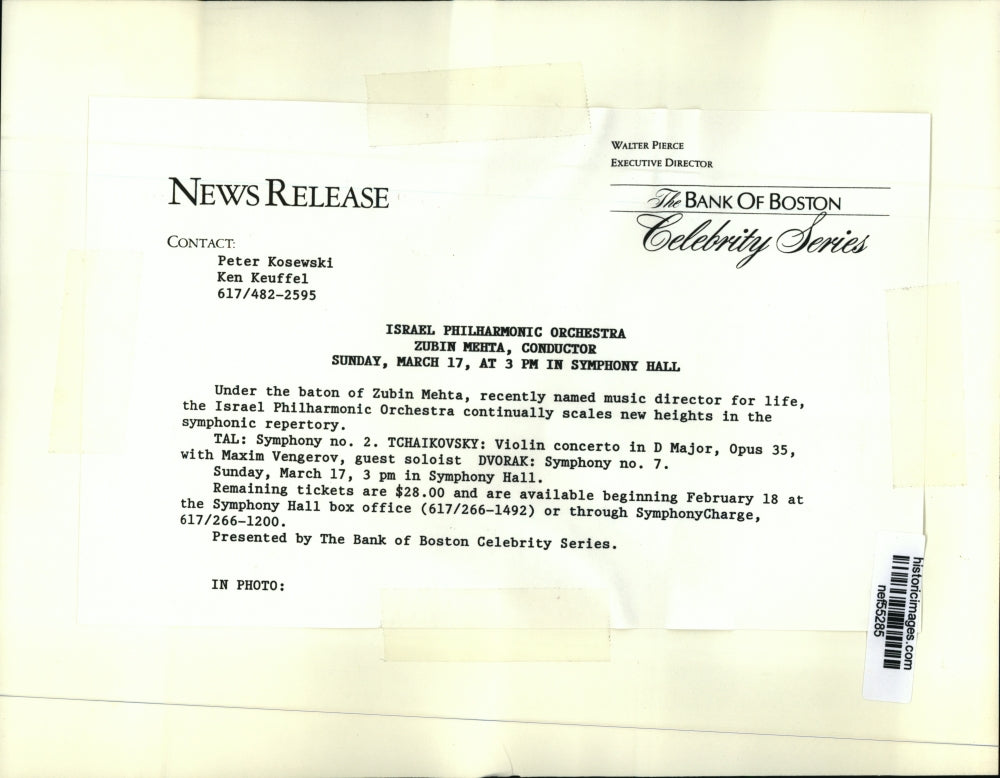 WALTER PIERCE
EXECUTIVE DIRECTOR
NEWS RELEASE
The BANK OF BOSTON
Celebrity Series
CONTACT:
Peter Kosewski
Ken Keuffel
617/482-2595
ISRAEL PHILHARMONIC ORCHESTRA
ZUBIN MEHTA, CONDUCTOR
SUNDAY, MARCH 17, AT 3 PM IN SYMPHONY HALL
Under the baton of Zubin Mehta, recently named music director for life,
the Israel Philharmonic Orchestra continually scales new heights in the
symphonic repertory.
TAL: Symphony no. 2. TCHAIKOVSKY: Violin concerto in D Major, Opus 35,
with Maxim Vengerov, guest soloist DVORAK: Symphony no. 7.
Sunday, March 17, 3 pm in Symphony Hall.
Remaining tickets are $28.00 and are available beginning February 18 at
the Symphony Hall box office (617/266-1492) or through SymphonyCharge,
617/266-1200.
Presented by The Bank of Boston Celebrity Series.
IN PHOTO:
historicimages.com
nef55285